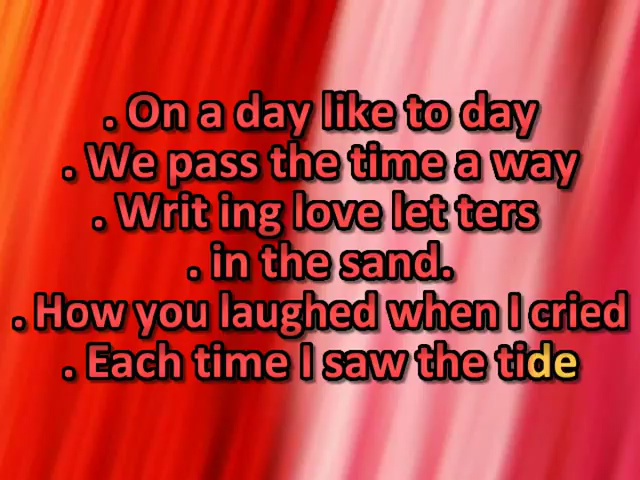 . On a day like to day
. We pass the time a way
. Writ ing love let ters
. in the sand.
. How you laughed when I cried
. Each time I saw the tide